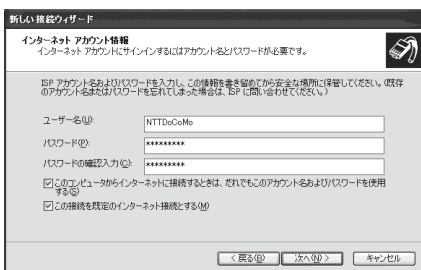 新しい接続ウィザード
インターネット アカウント情報
インターネット アカウントにサインインするにはアカウント名とパスワードが必要です。
ISP アカウント名およびパスワードを入力し、この情報を書き留めてから安全な場所に保管してください。(既存
のアカウント名またはパスワードを忘れてしまった場合は、ISP に問い合わせてください。)
ユーザー名(U):
NTTDoCoMo
パスワード(P):
*********
パスワードの確認入力(C):
*********
このコンピュータからインターネットに接続するときは、だれでもこのアカウント名およびパスワードを使用
する(S)
この接続を既定のインターネット接続とする(M)
< 戻る(B)
次へ(N) >
キャンセル